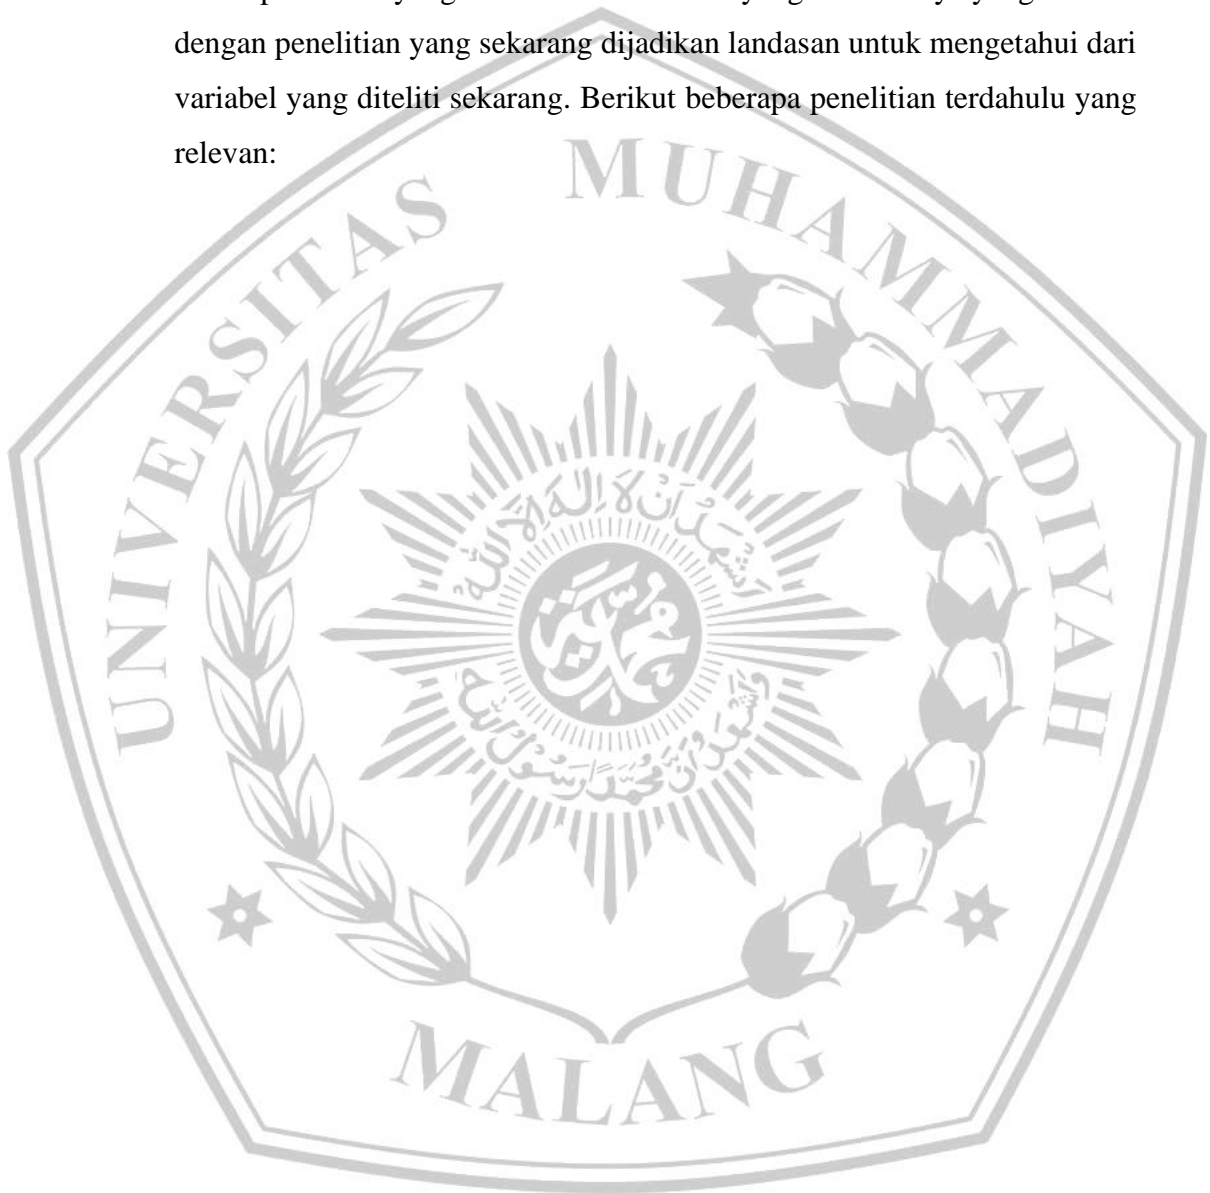 dengan penelitian yang sekarang dijadikan landasan untuk mengetahui dari
variabel yang diteliti sekarang. Berikut beberapa penelitian terdahulu yang
relevan:
UNIVERSITAS MUHAMMADIYAH
MALANG